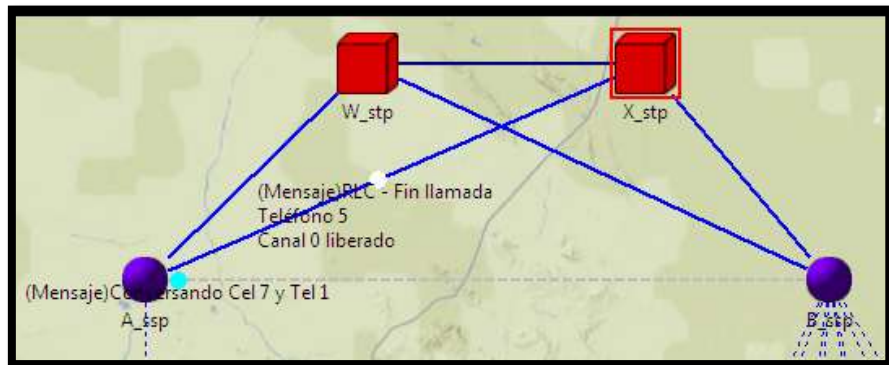 W_stp
X_stp
(Mensaje)RLC - Fin llamada
Teléfono 5
Canal 0 liberado
(Mensaje)Conversando Cel 7 y Tel 1
A_ssp
B_ssp